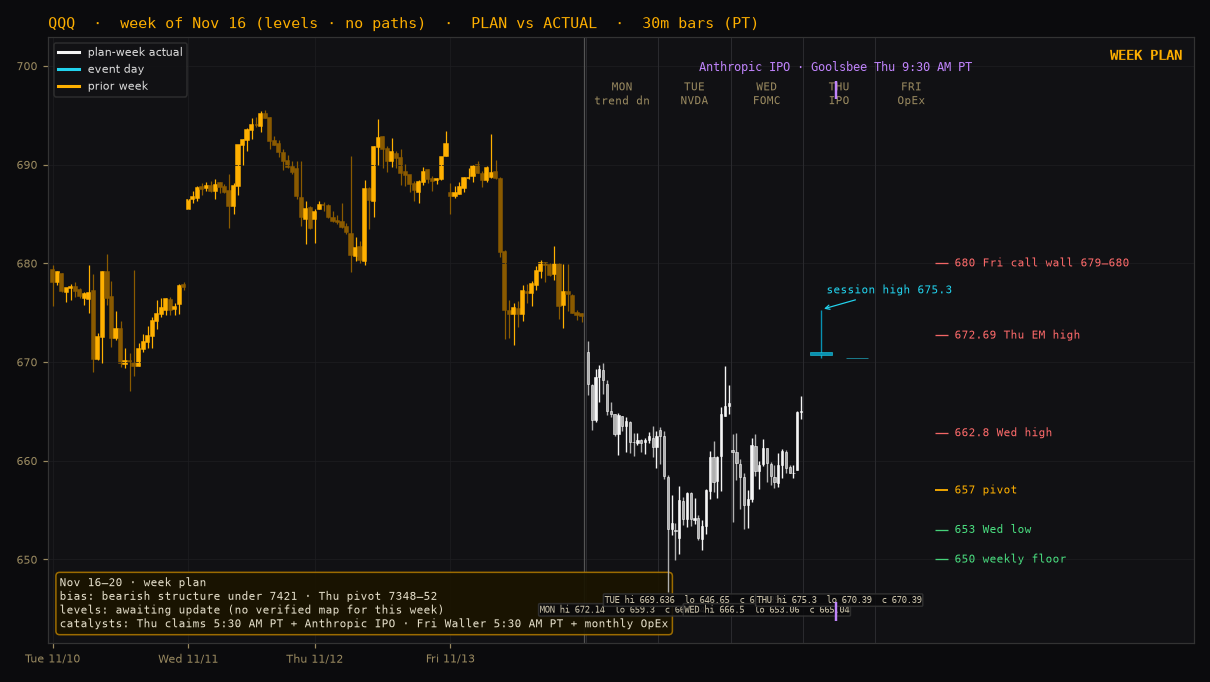 QQQ · week of Nov 16 (levels · no paths) · PLAN vs ACTUAL · 30m bars (PT)
plan-week actual
event day
prior week
WEEK PLAN
Anthropic IPO · Goolsbee Thu 9:30 AM PT
MON
trend dn
TUE
NVDA
WED
FOMC
THU
IPO
FRI
OpEx
700
690
680
670
660
650
680 Fri call wall 679–680
session high 675.3
672.69 Thu EM high
662.8 Wed high
657 pivot
653 Wed low
650 weekly floor
Nov 16–20 · week plan
bias: bearish structure under 7421 · Thu pivot 7348–52
levels: awaiting update (no verified map for this week)
catalysts: Thu claims 5:30 AM PT + Anthropic IPO · Fri Waller 5:30 AM PT + monthly OpEx
TUE hi 669.636 lo 646.65 c
THU hi 675.3 lo 670.39 c 670.39
MON hi 672.14 lo 659.3 c
WED hi 666.5 lo 653.06 c 665.04
Tue 11/10
Wed 11/11
Thu 11/12
Fri 11/13